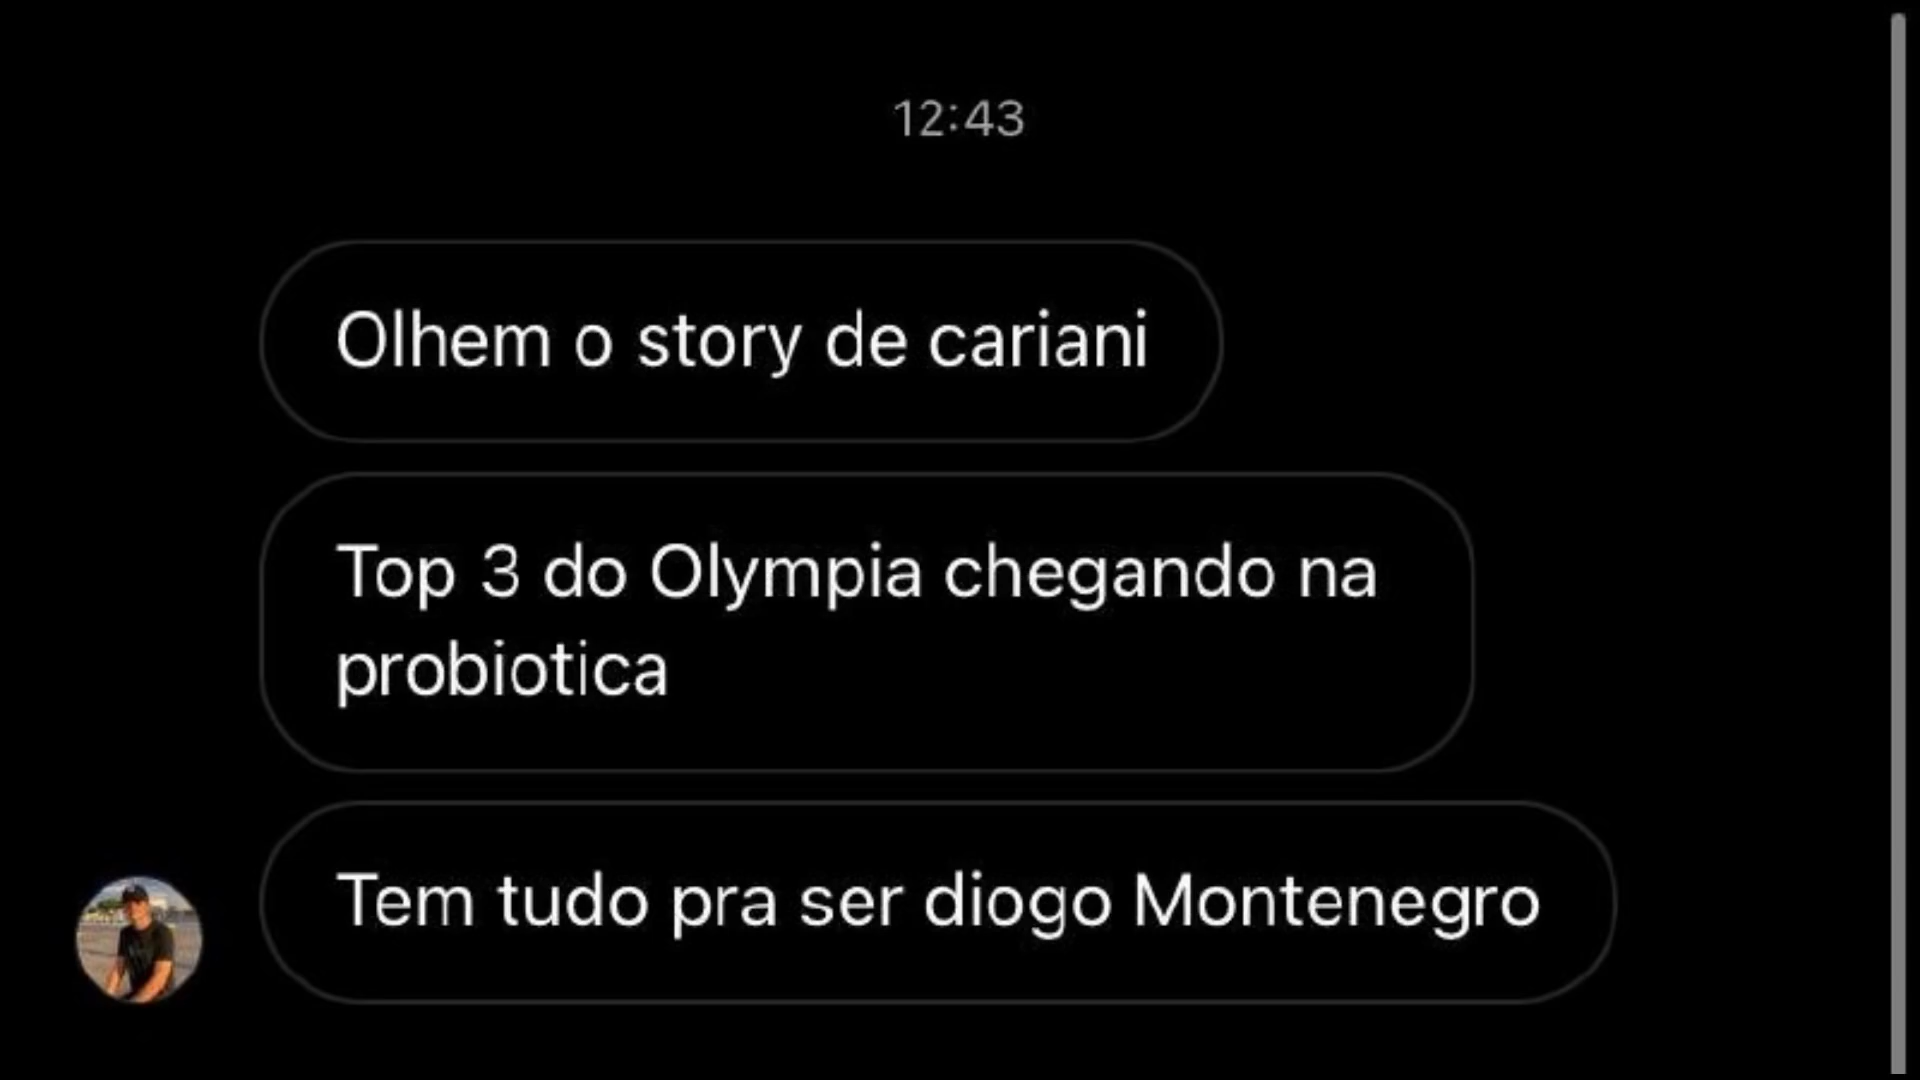 12:43
Olhem o story de cariani
Top 3 do Olympia chegando na
probiotica
Tem tudo pra ser diogo Montenegro